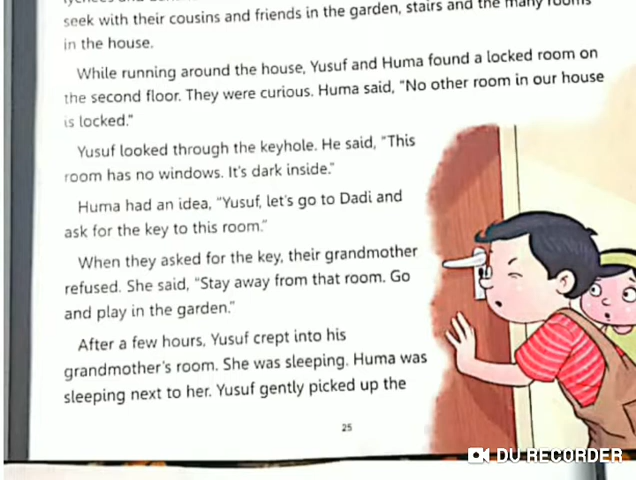 seek with their cousins and friends in the garden, stairs and the many rooms
in the house.
While running around the house, Yusuf and Huma found a locked room on
the second floor. They were curious. Huma said, "No other room in our house
is locked."
Yusuf looked through the keyhole. He said, "This
room has no windows. It's dark inside."
Huma had an idea, "Yusuf, let's go to Dadi and
ask for the key to this room."
When they asked for the key, their grandmother
refused. She said, "Stay away from that room. Go
and play in the garden."
After a few hours, Yusuf crept into his
grandmother's room. She was sleeping. Huma was
sleeping next to her. Yusuf gently picked up the
25
DU RECORDER